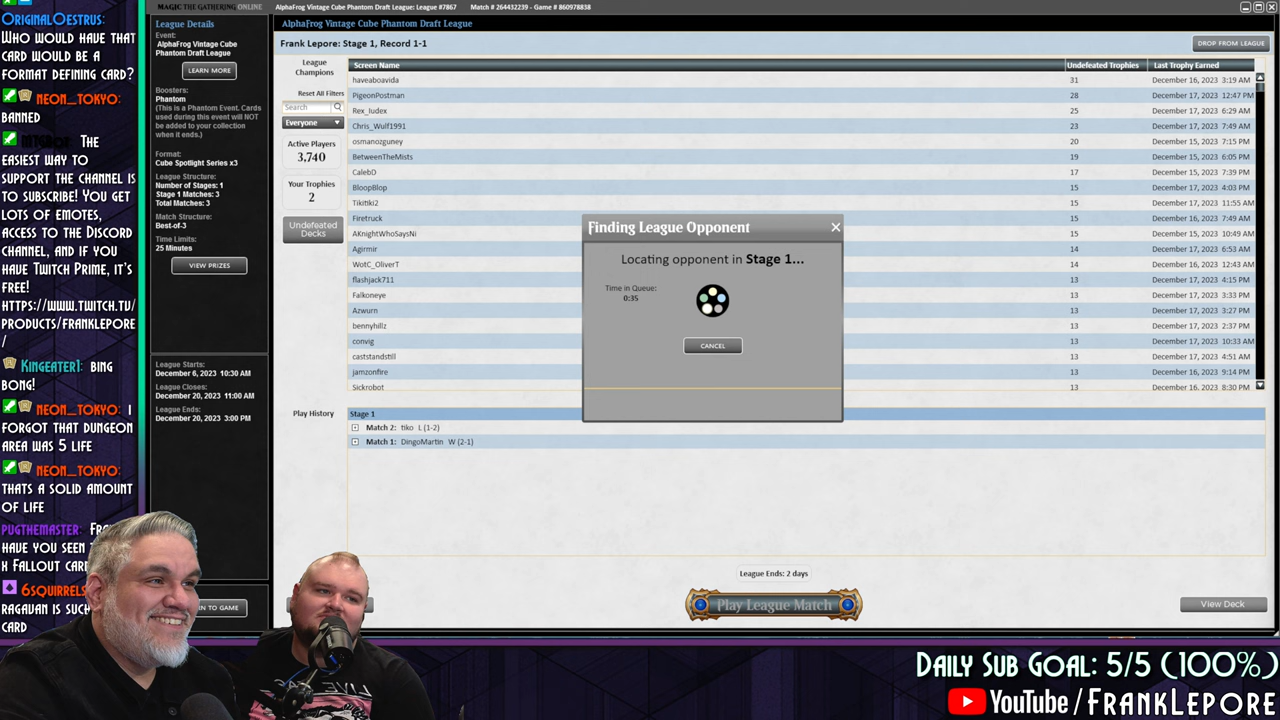 OriginalOestrus:
Who would have that
card would be a
format defining card?
neon_tokyo:
banned
The
easiest way to
support the channel is
to subscribe! You get
lots of emotes,
access to the Discord
channel, and if you
have Twitch Prime, it's
free!
https://www.twitch.tv/
products/franklepore
/
Kingeater1: bing
bong!
neon_tokyo: I
forgot that dungeon
area was 5 life
neon_tokyo:
thats a solid amount
of life
pugthemaster:
have you seen
x Fallout
6squirrels
ragavan is such
card
MAGIC THE GATHERING ONLINE
AlphaFrog Vintage Cube Phantom Draft League: League #7867 Match # 264432239 - Game # 860978838
League Details
Event:
AlphaFrog Vintage Cube
Phantom Draft League
LEARN MORE
Boosters:
Phantom
(This is a Phantom Event. Cards
used during this event will NOT
be added to your collection
when it ends.)
Format:
Cube Spotlight Series x3
League Structure:
Number of Stages: 1
Stage 1 Matches: 3
Total Matches: 3
Match Structure:
Best-of-3
Time Limits:
25 Minutes
VIEW PRIZES
League Starts:
December 6, 2023 10:30 AM
League Closes:
December 20, 2023 11:00 AM
League Ends:
December 20, 2023 3:00 PM
TO GAME
AlphaFrog Vintage Cube Phantom Draft League
Frank Lepore: Stage 1, Record 1-1
DROP FROM LEAGUE
League
Champions
Reset All Filters
Search
Everyone
Active Players
3,740
Your Trophies
2
Undefeated
Decks
Screen Name Undefeated Trophies Last Trophy Earned
haveaboavida 31 December 16, 2023 3:19 AM
PigeonPostman 28 December 17, 2023 12:47 PM
Rex_Iudex 25 December 17, 2023 6:29 AM
Chris_Wulf1991 23 December 17, 2023 7:49 AM
osmanozguney 20 December 15, 2023 7:15 PM
BetweenTheMists 19 December 15, 2023 6:05 PM
CalebD 17 December 15, 2023 7:39 PM
BloopBlop 15 December 17, 2023 4:03 PM
Tikitiki2 15 December 17, 2023 11:55 AM
Firetruck 15 December 16, 2023 7:49 AM
AKnightWhoSaysNi 15 December 15, 2023 10:49 AM
Agirmir 14 December 17, 2023 6:53 AM
WotC_OliverT 14 December 16, 2023 12:43 AM
flashjack711 13 December 17, 2023 4:15 PM
Falkoneye 13 December 17, 2023 3:33 PM
Azwurn 13 December 17, 2023 3:27 PM
bennyhillz 13 December 17, 2023 2:37 PM
convig 13 December 17, 2023 10:33 AM
caststandstill 13 December 17, 2023 4:51 AM
jamzonfire 13 December 16, 2023 9:14 PM
Sickrobot 13 December 16, 2023 8:30 PM
Finding League Opponent
Locating opponent in Stage 1...
Time in Queue:
0:35
CANCEL
Play History
Stage 1
Match 2: tiko L (1-2)
Match 1: DingoMartin W (2-1)
League Ends: 2 days
Play League Match
View Deck
Daily Sub Goal: 5/5 (100%)
YouTube/FrankLepore